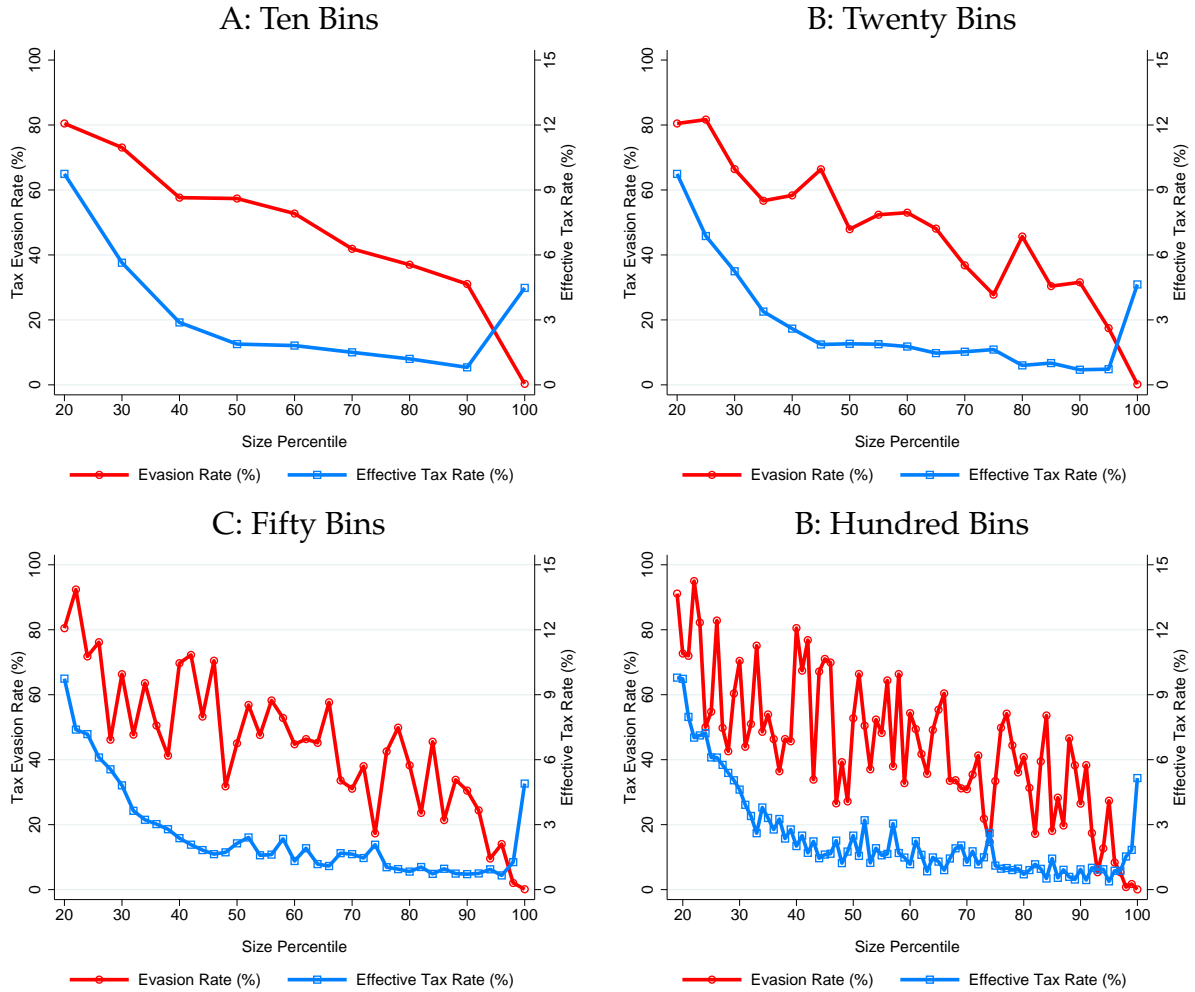 A: Ten Bins
100
80
60
40
20
0
Tax Evasion Rate (%)
15
12
9
6
3
0
Effective Tax Rate (%)
20 30 40 50 60 70 80 90 100
Size Percentile
Evasion Rate (%) Effective Tax Rate (%)
B: Twenty Bins
100
80
60
40
20
0
Tax Evasion Rate (%)
15
12
9
6
3
0
Effective Tax Rate (%)
20 30 40 50 60 70 80 90 100
Size Percentile
Evasion Rate (%) Effective Tax Rate (%)
C: Fifty Bins
100
80
60
40
20
0
Tax Evasion Rate (%)
15
12
9
6
3
0
Effective Tax Rate (%)
20 30 40 50 60 70 80 90 100
Size Percentile
Evasion Rate (%) Effective Tax Rate (%)
B: Hundred Bins
100
80
60
40
20
0
Tax Evasion Rate (%)
15
12
9
6
3
0
Effective Tax Rate (%)
20 30 40 50 60 70 80 90 100
Size Percentile
Evasion Rate (%) Effective Tax Rate (%)